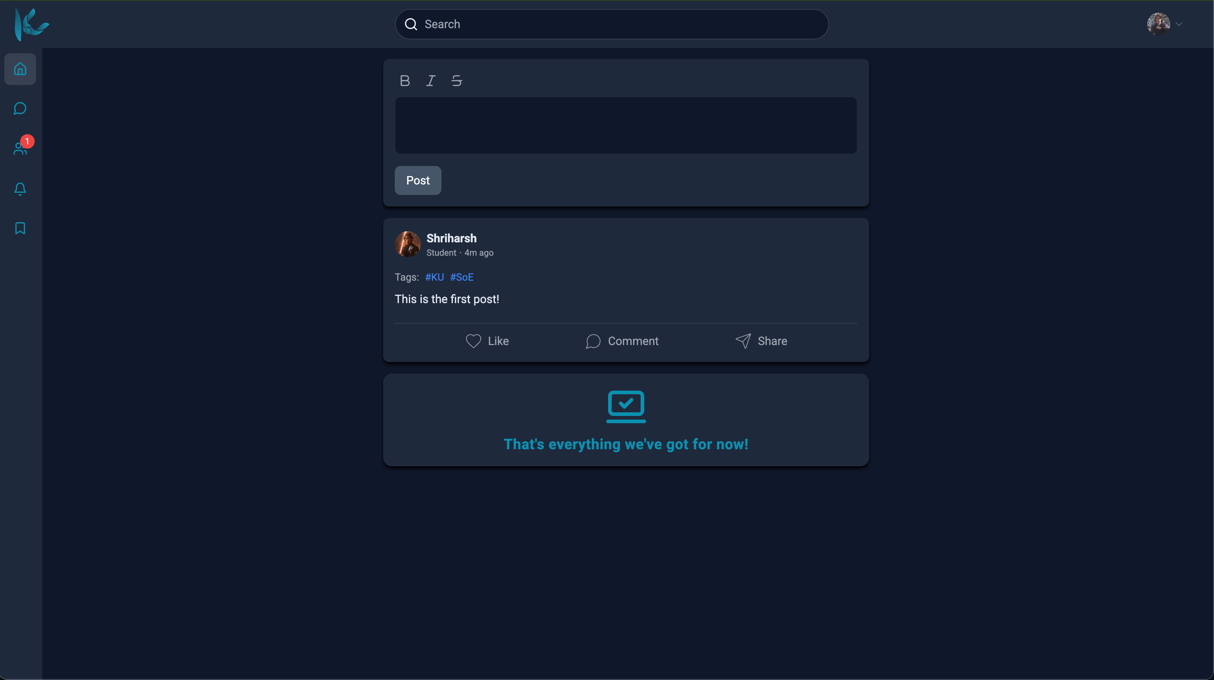 Search
1
B I S
Post
Shriharsh
Student · 4m ago
Tags: #KU #SoE
This is the first post!
Like Comment Share
That's everything we've got for now!